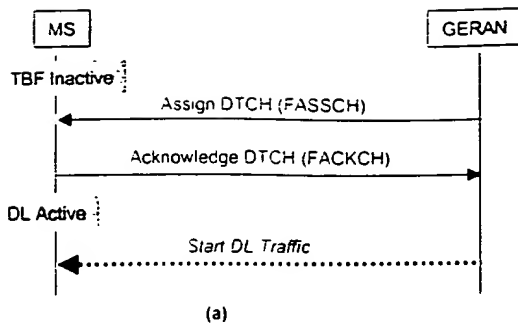 MS
GERAN
TBF Inactive
Assign DTCH (FASSCH)
Acknowledge DTCH (FACKCH)
DL Active
Start DL Traffic
(a)